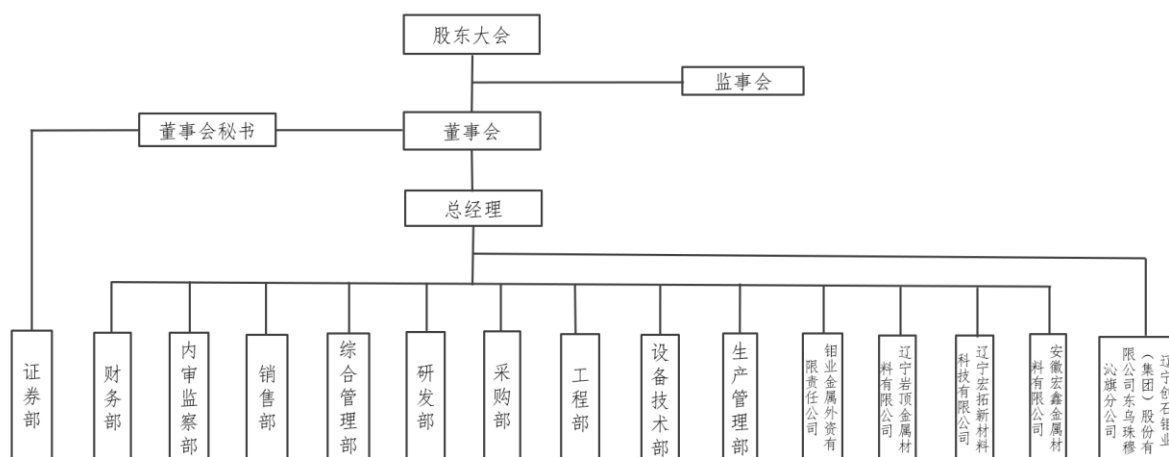 股东大会
监事会
董事会秘书
董事会
总经理
证券部
财务部
内审监察部
销售部
综合管理部
研发部
采购部
工程部
设备技术部
生产管理部
钼业金属外资有
限责任公司
辽宁岩顶金属材
料有限公司
辽宁宏拓新材料
科技有限公司
安徽宏鑫金属材
料有限公司
辽宁创石钼业
（集团）股份有
限公司东乌珠穆
沁旗分公司